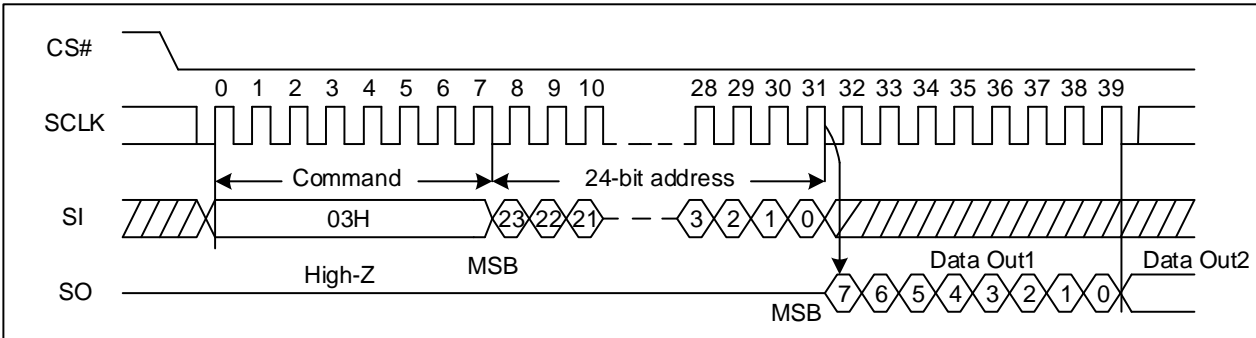 CS#
0 1 2 3 4 5 6 7 8 9 10 28 29 30 31 32 33 34 35 36 37 38 39
SCLK
Command 24-bit address
SI 03H 23 22 21 3 2 1 0
High-Z MSB Data Out1 Data Out2
SO 7 6 5 4 3 2 1 0
MSB